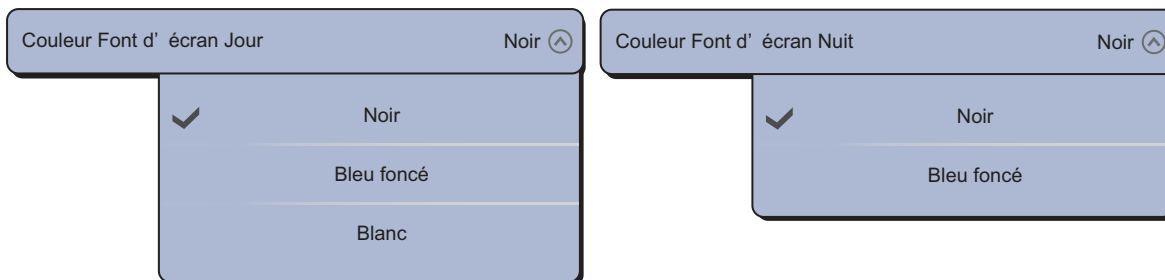 Couleur Font d' écran Jour Noir
Noir
Bleu foncé
Blanc
Couleur Font d' écran Nuit Noir
Noir
Bleu foncé